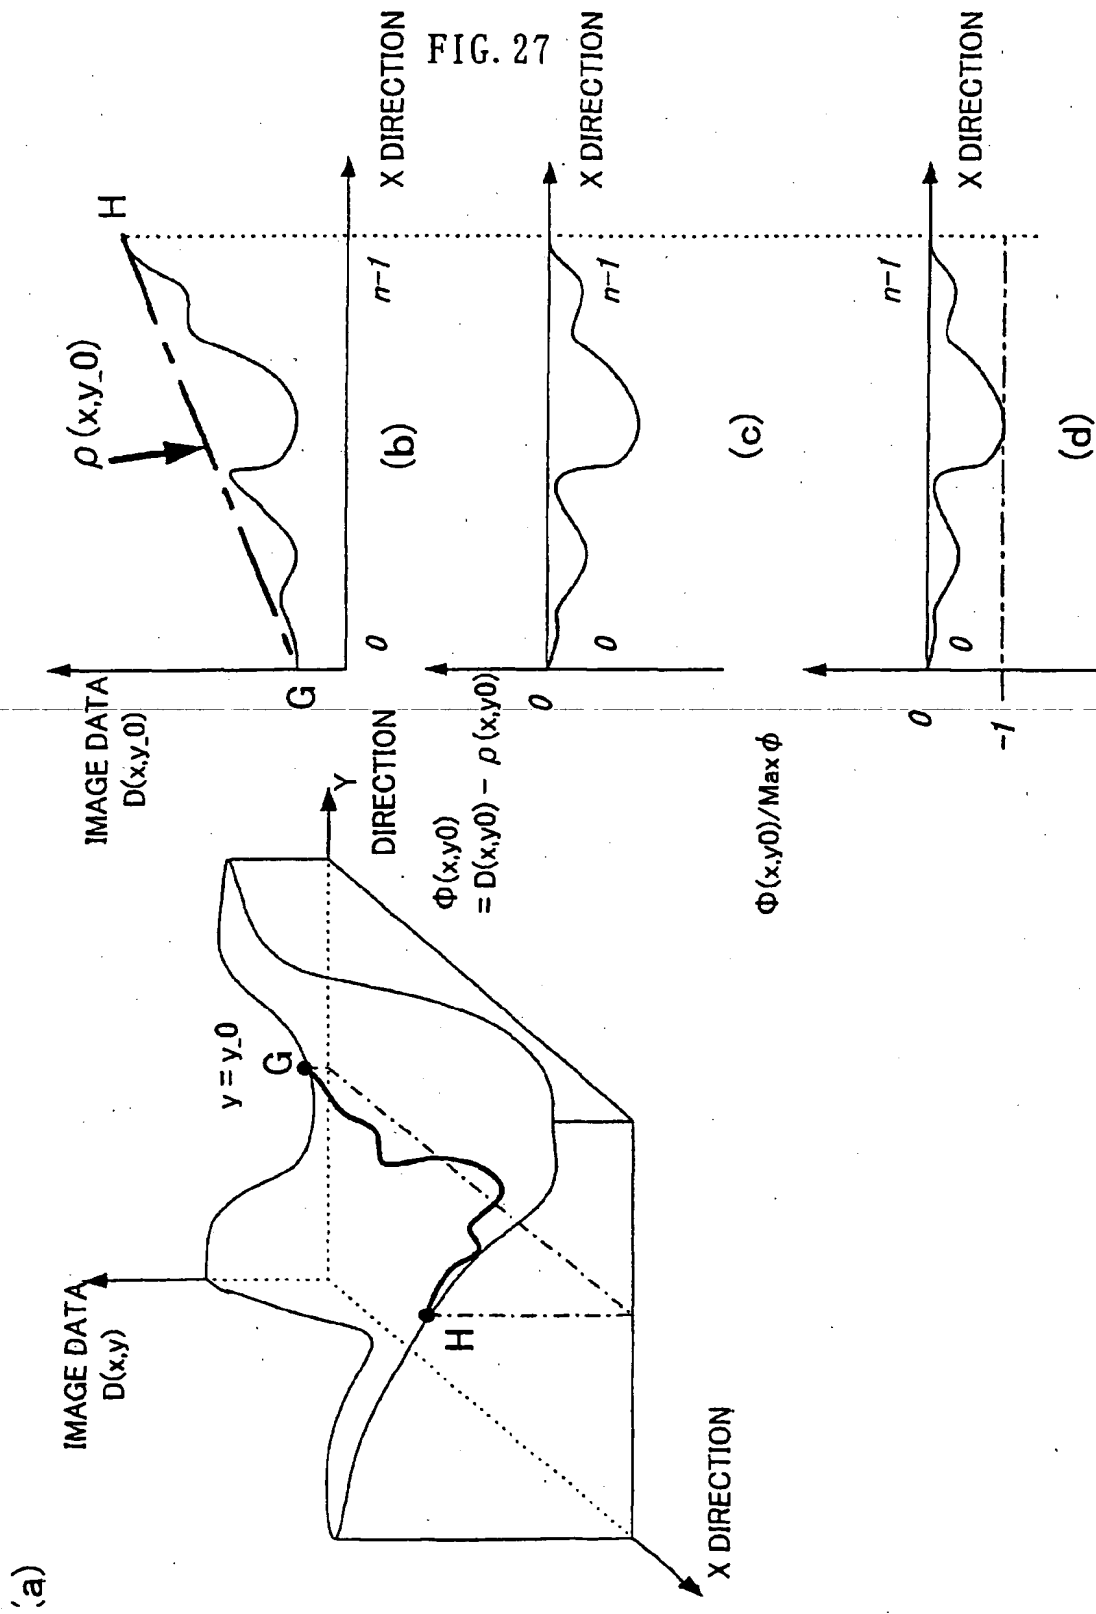 FIG. 27
(a)
IMAGE DATA
D(x,y)
y = y_0
G
H
Y
DIRECTION
X DIRECTION
IMAGE DATA
D(x,y_0)
ρ (x,y_0)
H
G
0
n-1
X DIRECTION
(b)
Φ(x,y0)
= D(x,y0) - ρ (x,y0)
0
0
n-1
X DIRECTION
(c)
Φ(x,y0)/Max ϕ
0
-1
0
n-1
X DIRECTION
(d)